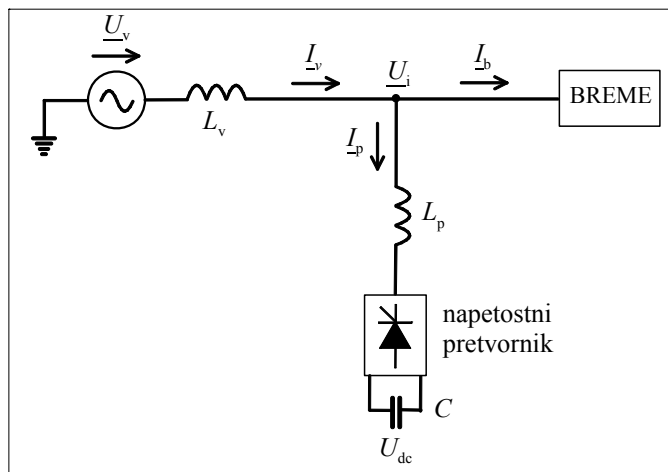 U_v
I_v
U_i
I_b
BREME
L_v
I_p
L_p
napetostni
pretvornik
C
U_dc